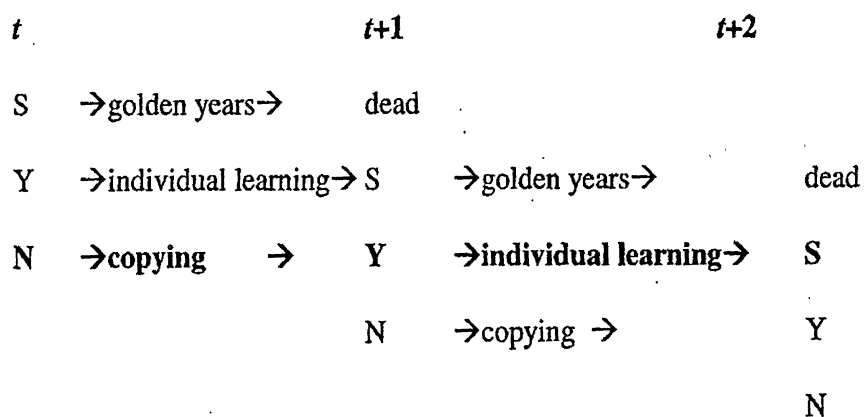 t t+1 t+2
S →golden years→ dead
Y →individual learning→ S →golden years→ dead
N →copying → Y →individual learning→ S
N →copying → Y
N